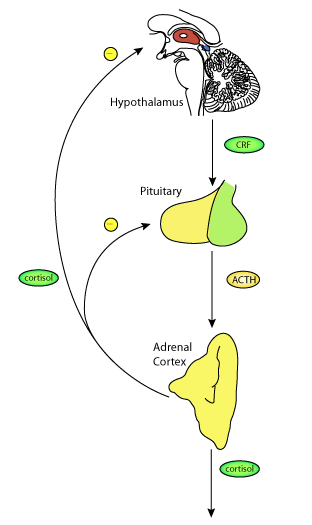 –
Hypothalamus
CRF
Pituitary
–
cortisol
ACTH
Adrenal
Cortex
cortisol